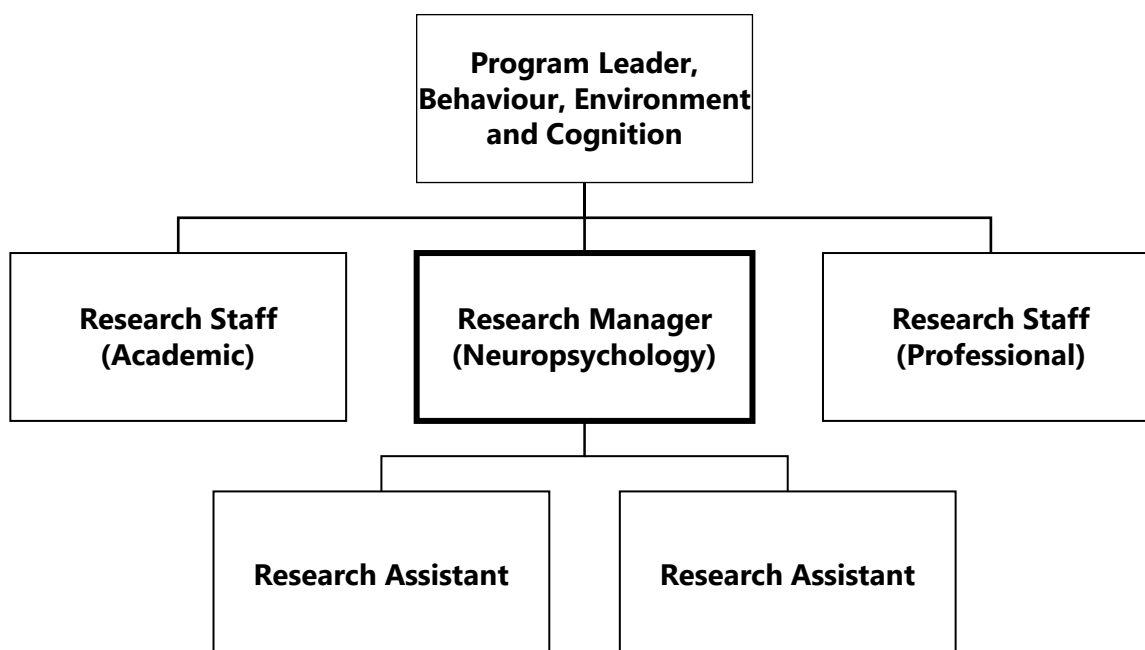 Program Leader,
Behaviour, Environment
and Cognition
Research Staff
(Academic)
Research Manager
(Neuropsychology)
Research Staff
(Professional)
Research Assistant
Research Assistant